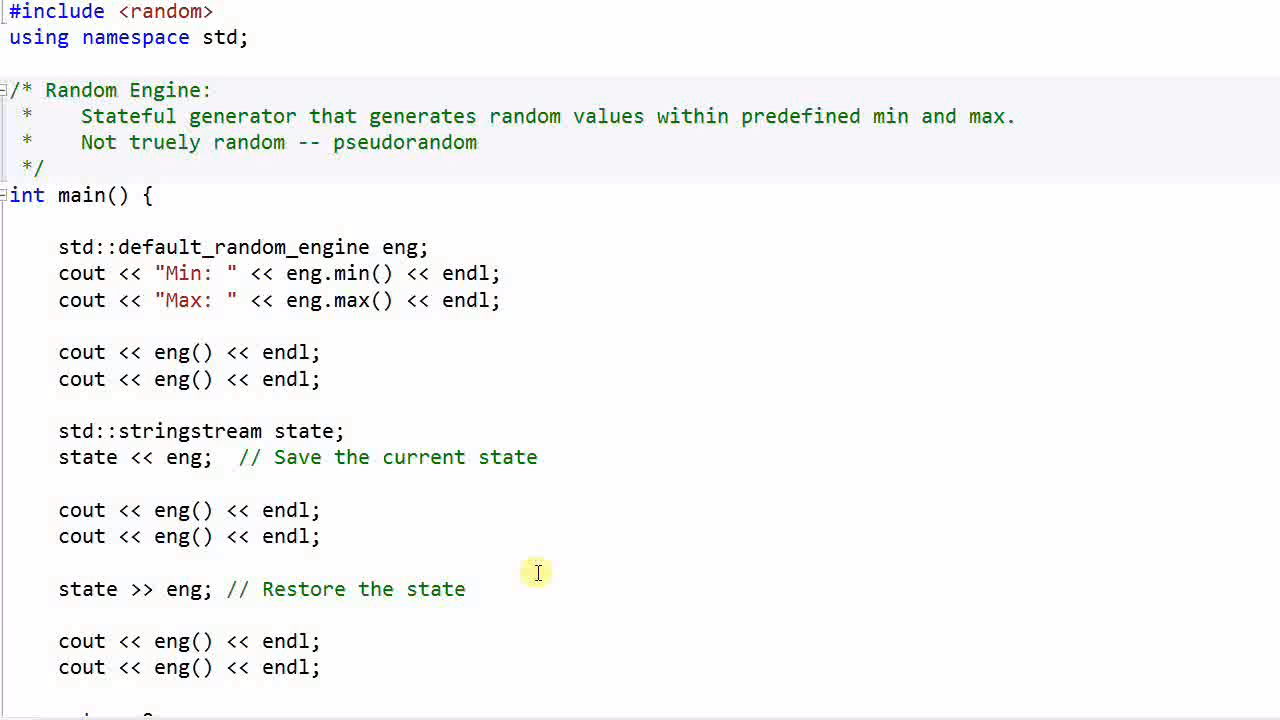 #include <random>
using namespace std;
/* Random Engine:
 *    Stateful generator that generates random values within predefined min and max.
 *    Not truely random -- pseudorandom
 */
int main() {
    std::default_random_engine eng;
    cout << "Min: " << eng.min() << endl;
    cout << "Max: " << eng.max() << endl;
    cout << eng() << endl;
    cout << eng() << endl;
    std::stringstream state;
    state << eng;  // Save the current state
    cout << eng() << endl;
    cout << eng() << endl;
    state >> eng; // Restore the state
    cout << eng() << endl;
    cout << eng() << endl;